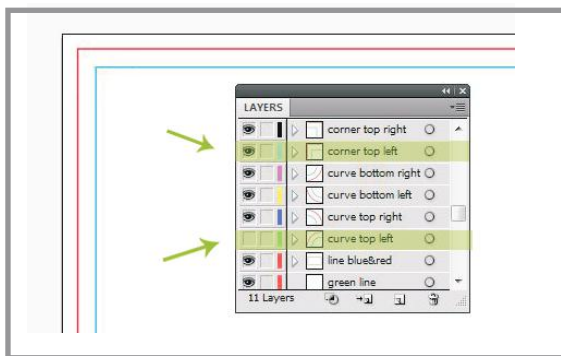 LAYERS
corner top right
corner top left
curve bottom right
curve bottom left
curve top right
curve top left
line blue&red
green line
11 Layers